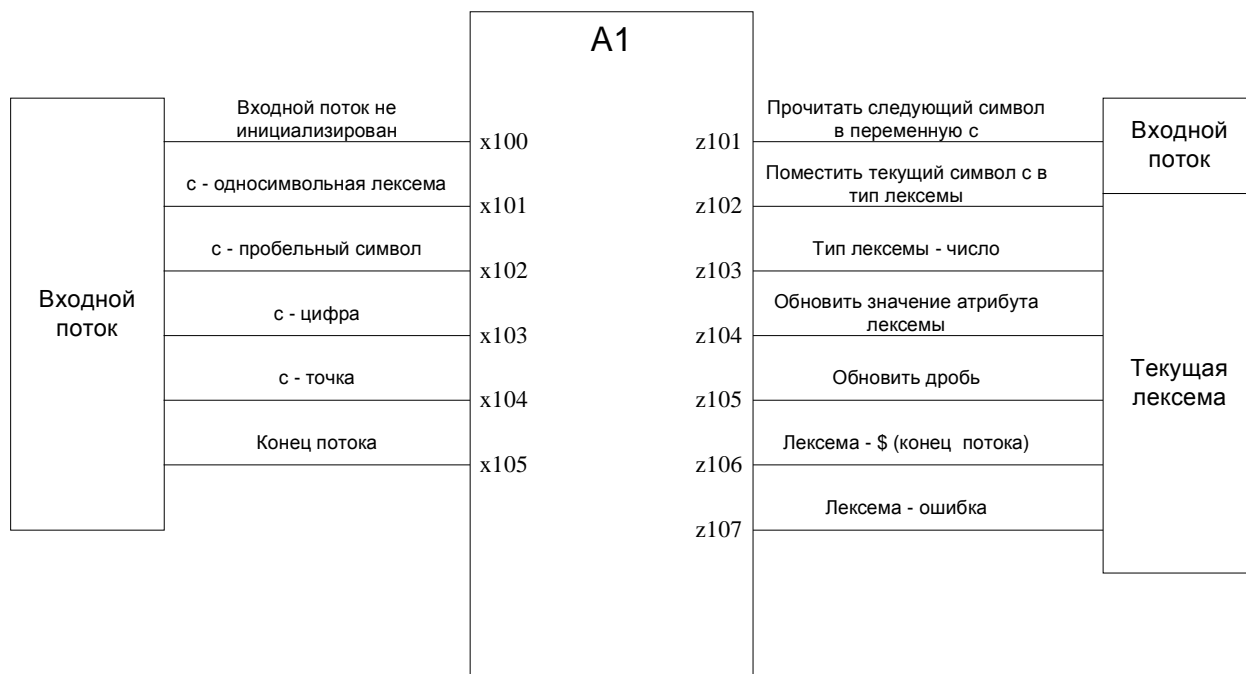 А1
Входной
поток
Входной поток не
инициализирован
x100
с - односимвольная лексема
x101
с - пробельный символ
x102
с - цифра
x103
с - точка
x104
Конец потока
x105
Прочитать следующий символ
в переменную с
z101
Поместить текущий символ с в
тип лексемы
z102
Тип лексемы - число
z103
Обновить значение атрибута
лексемы
z104
Обновить дробь
z105
Лексема - $ (конец потока)
z106
Лексема - ошибка
z107
Входной
поток
Текущая
лексема